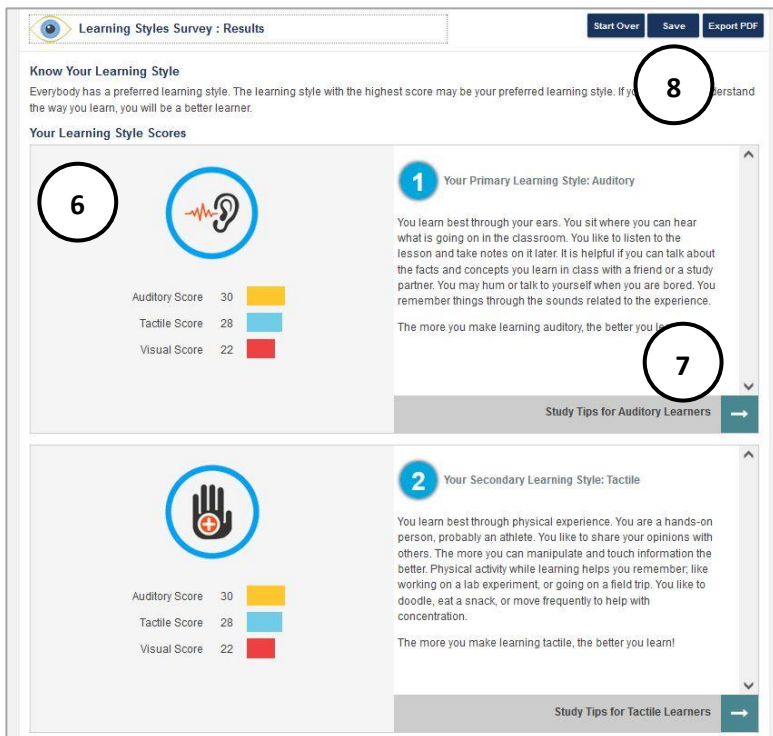 Learning Styles Survey : Results
Start Over Save Export PDF
8
Know Your Learning Style
Everybody has a preferred learning style. The learning style with the highest score may be your preferred learning style. If
the way you learn, you will be a better learner.
Your Learning Style Scores
6
Auditory Score 30
Tactile Score 28
Visual Score 22
1 Your Primary Learning Style: Auditory
You learn best through your ears. You sit where you can hear
what is going on in the classroom. You like to listen to the
lesson and take notes on it later. It is helpful if you can talk about
the facts and concepts you learn in class with a friend or a study
partner. You may hum or talk to yourself when you are bored. You
remember things through the sounds related to the experience.
The more you make learning auditory, the better you
7
Study Tips for Auditory Learners
Auditory Score 30
Tactile Score 28
Visual Score 22
2 Your Secondary Learning Style: Tactile
You learn best through physical experience. You are a hands-on
person, probably an athlete. You like to share your opinions with
others. The more you can manipulate and touch information the
better. Physical activity while learning helps you remember; like
working on a lab experiment, or going on a field trip. You like to
doodle, eat a snack, or move frequently to help with
concentration.
The more you make learning tactile, the better you learn!
Study Tips for Tactile Learners